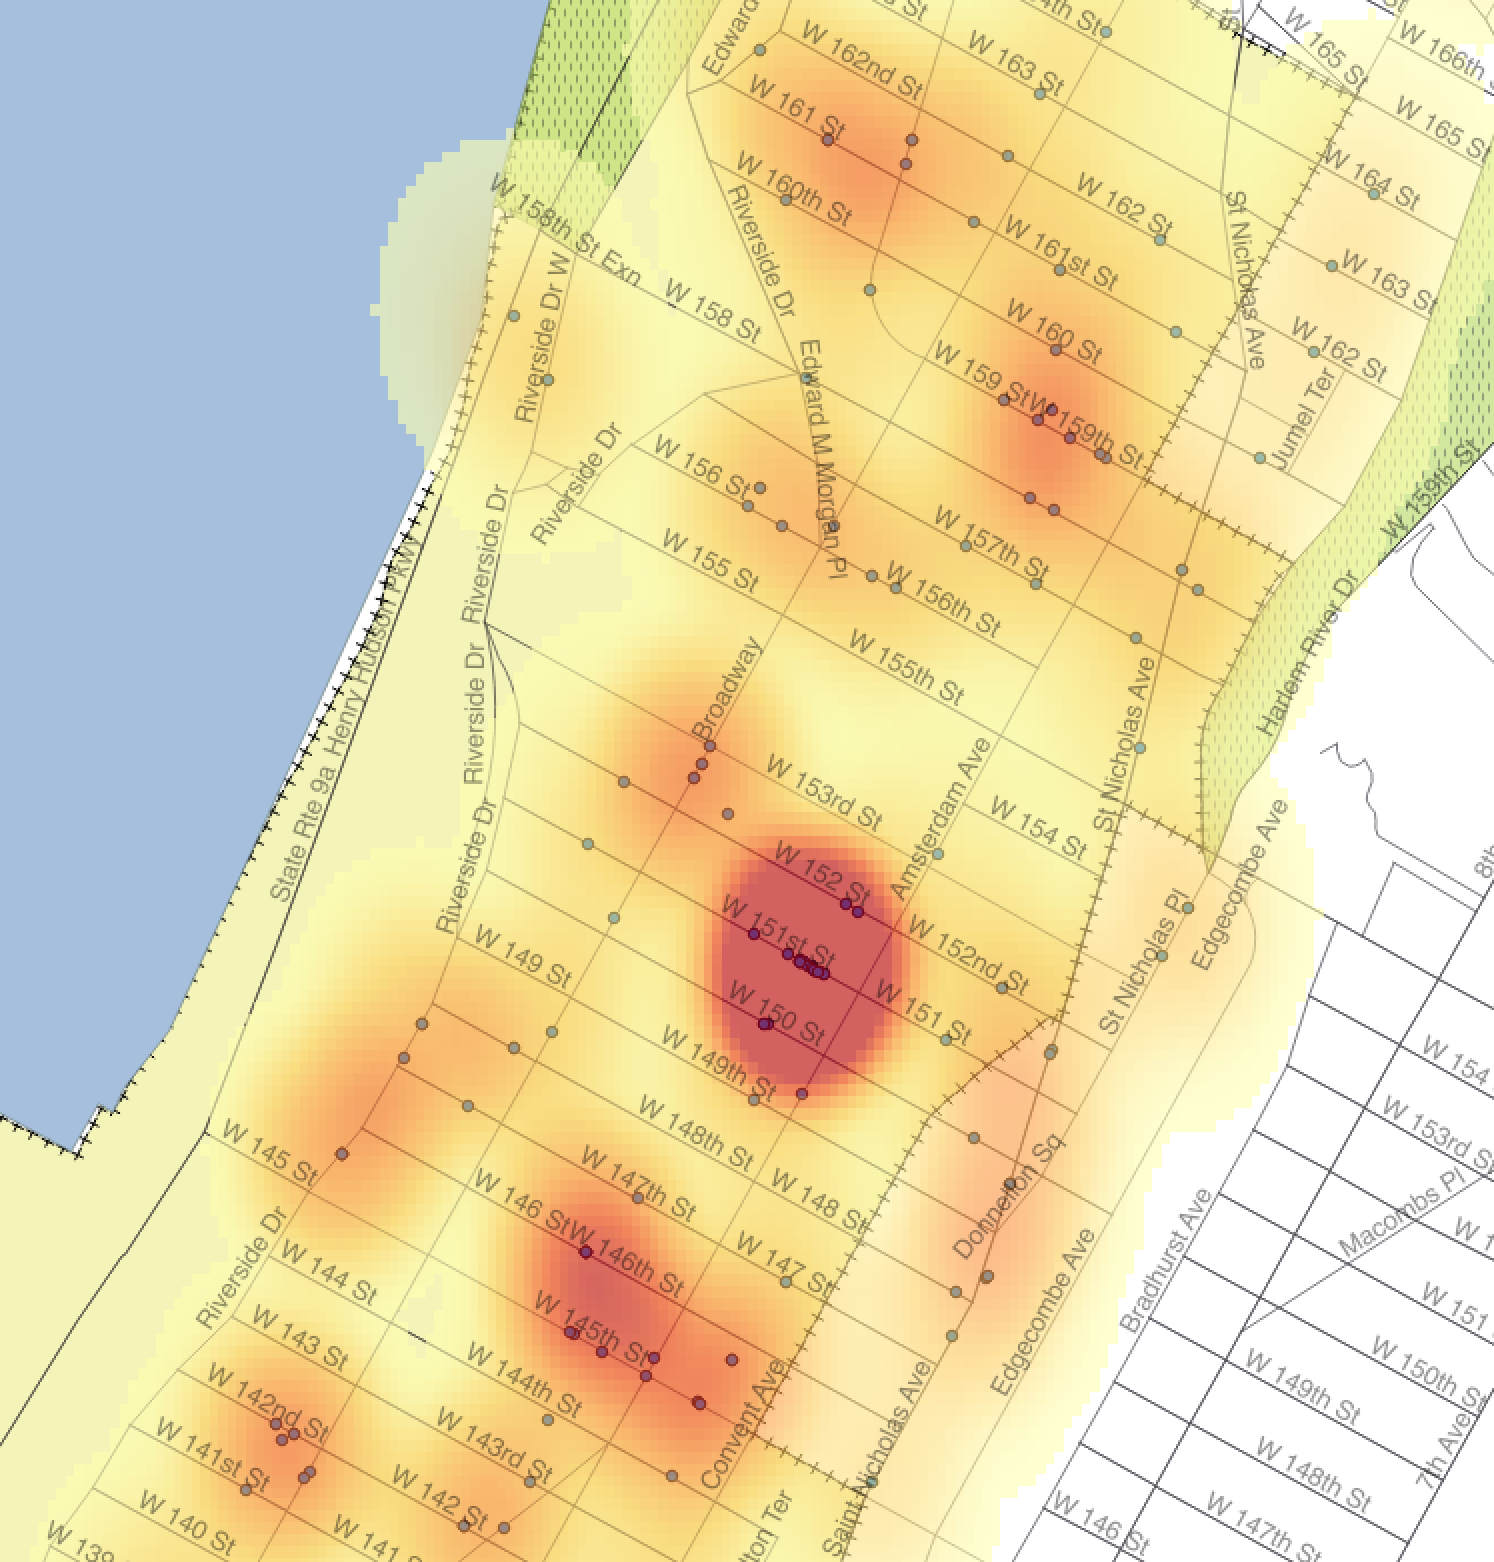 W 165 St
W 166th
W 162nd St
W 163 St
Edward
W 161 St
W 165 St
W 164 St
W 160th St
W 162 St
W 158th St Exn
Riverside Dr
W 161st St
St Nicholas Ave
W 163 St
Riverside Dr W
W 158 St
W 160 St
W 162 St
W 159 St
W 159th St
Jumel Ter
Edward M Morgan Pl
Riverside Dr
W 156 St
W 159th St
Riverside Dr
W 155 St
W 157th St
W 156th St
State Rte 9a Henry Hudson Pkwy
Harlem River Dr
Riverside Dr
Broadway
W 155th St
St Nicholas Ave
W 153rd St
Amsterdam Ave
W 154 St
Riverside Dr
W 152 St
Edgecombe Ave
8th
W 151st St
W 152nd St
St Nicholas Pl
W 149 St
W 150 St
W 151 St
W 149th St
W 154
W 148th St
W 153rd S
W 145 St
W 147th St
W 148 St
Donnellon Sq
Macombs Pl
W 146 St
W 146th St
W 147 St
Edgecombe Ave
Bradhurst Ave
W 1
Riverside Dr
W 144 St
W 145th St
W 151
W 143 St
W 144th St
Convent Ave
Saint Nicholas Ave
W 149th St
W 150th St
W 142nd St
W 143rd St
7th Ave
W 141st St
W 142 St
W 148th St
W 140 St
W 141
ton Ter
W 146 St
W 147th St
W 139